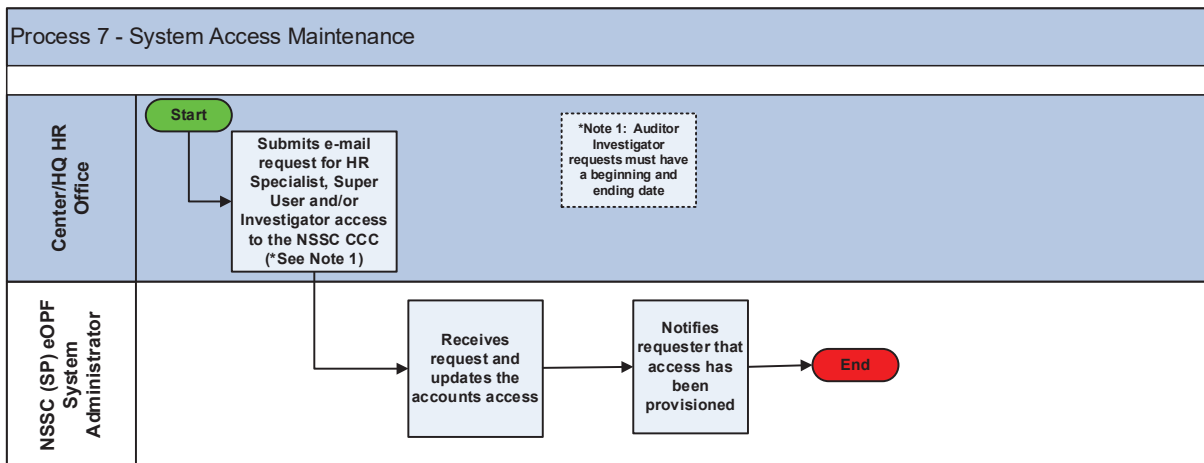 Process 7 - System Access Maintenance
Center/HQ HR
Office
Start
Submits e-mail
request for HR
Specialist, Super
User and/or
Investigator access
to the NSSC CCC
(*See Note 1)
*Note 1: Auditor
Investigator
requests must have
a beginning and
ending date
NSSC (SP) eOPF
System
Administrator
Receives
request and
updates the
accounts access
Notifies
requester that
access has
been
provisioned
End